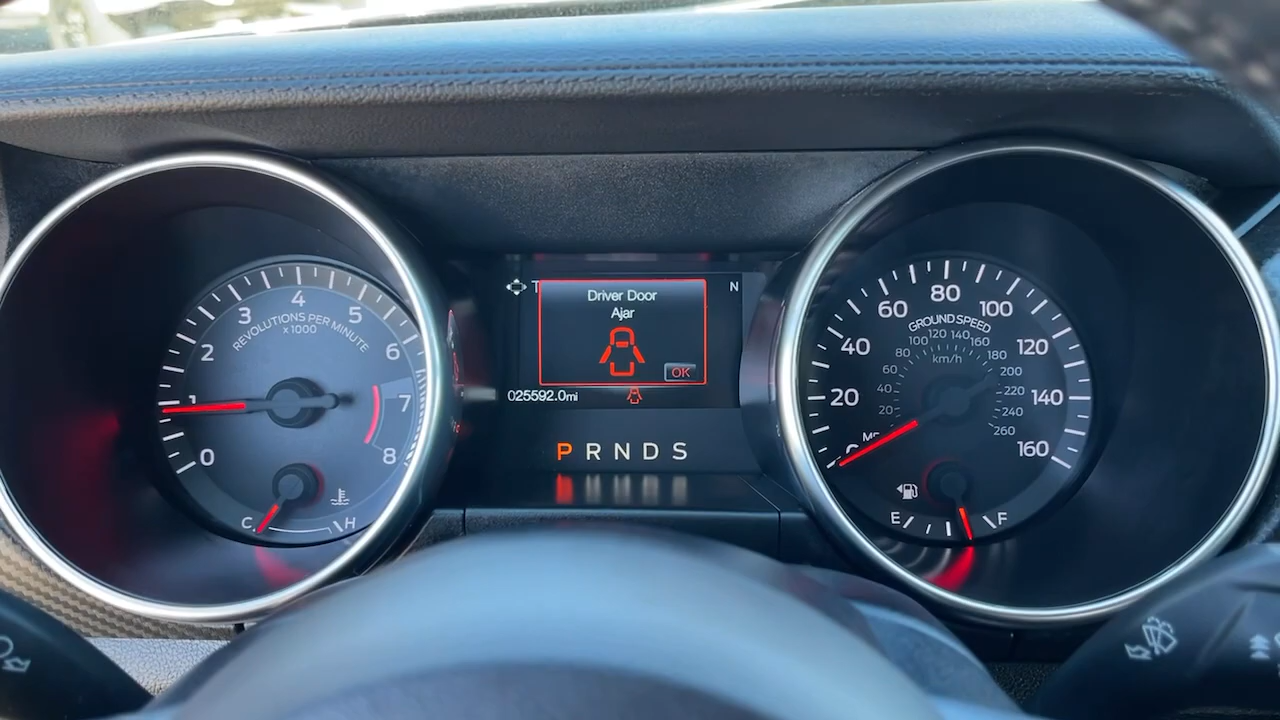 0
1
2
3
4
5
6
7
8
REVOLUTIONS PER MINUTE
x1000
C
H
N
Driver Door
Ajar
OK
025592.0mi
P R N D S
20
40
60
80
100
120
140
160
GROUND SPEED
20
40
60
80
100
120
140
160
180
200
220
240
260
km/h
E
F